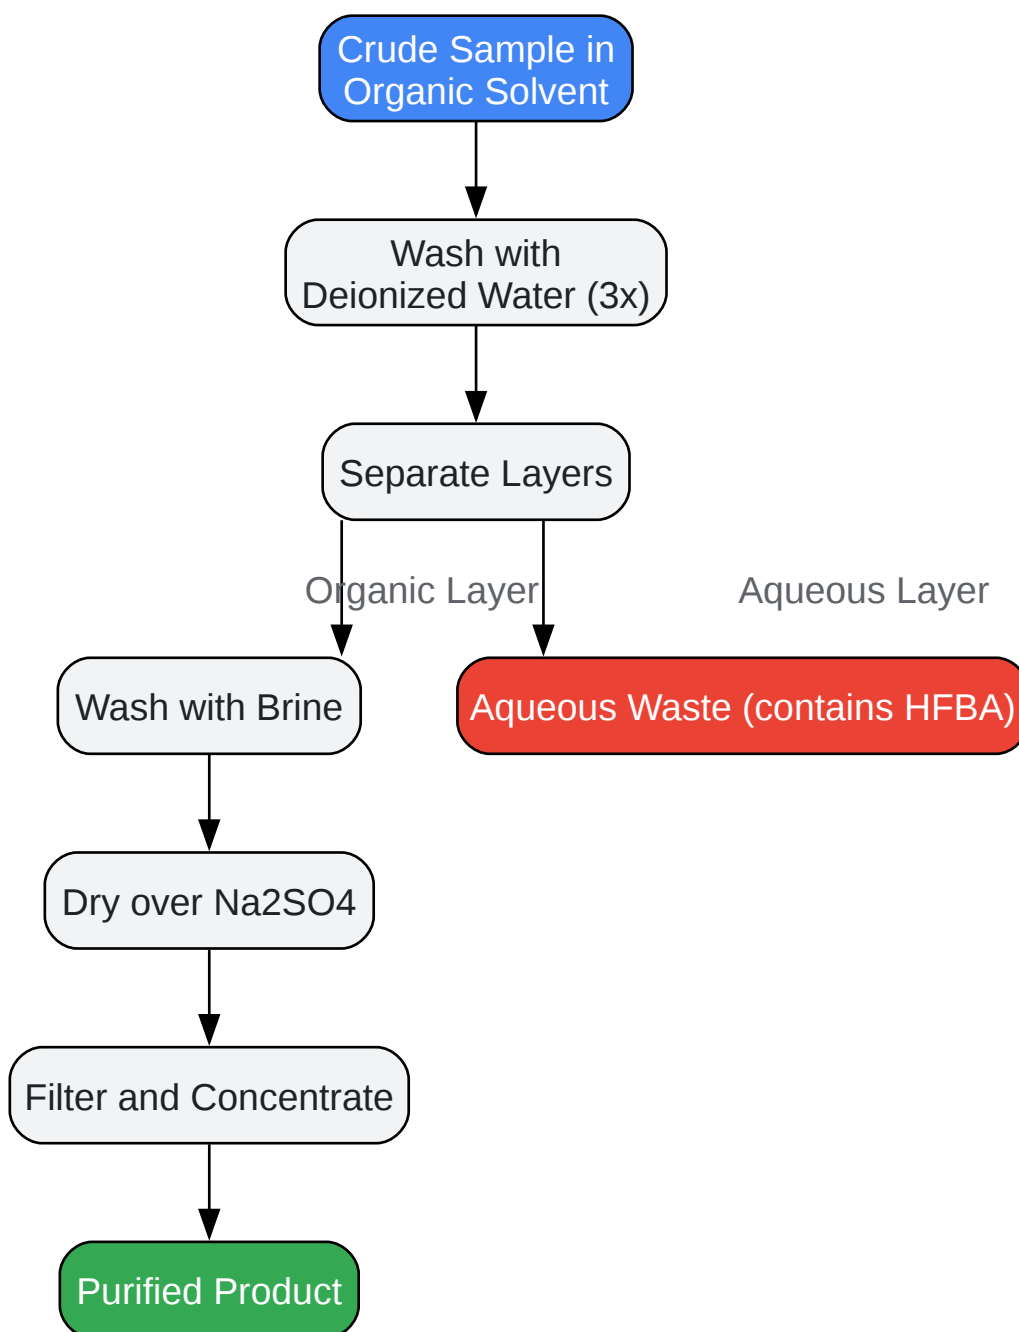 Crude Sample in
Organic Solvent
Wash with
Deionized Water (3x)
Separate Layers
Organic Layer
Aqueous Layer
Wash with Brine
Aqueous Waste (contains HFBA)
Dry over Na2SO4
Filter and Concentrate
Purified Product